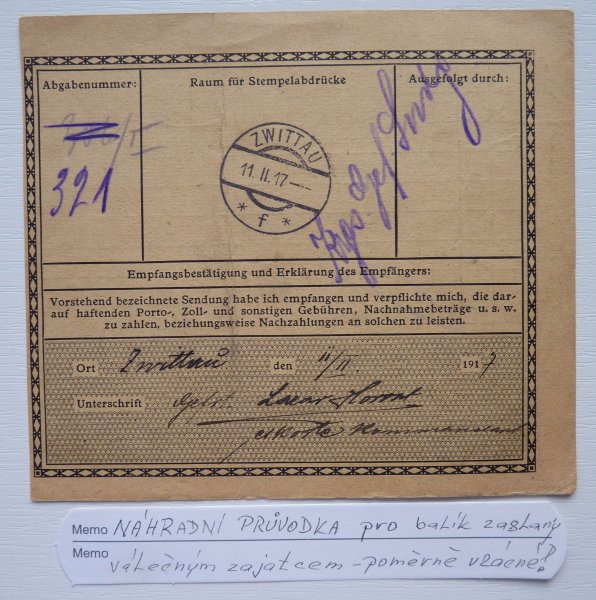 Abgabenummer:
Raum für Stempelabdrücke
Ausgefolgt durch:
321
ZWITTAU
11. II. 17
* f *
Empfangsbestätigung und Erklärung des Empfängers:
Vorstehend bezeichnete Sendung habe ich empfangen und verpflichte mich, die dar-
auf haftenden Porto-, Zoll- und sonstigen Gebühren, Nachnahmebeträge u. s. w.
zu zahlen, beziehungsweise Nachzahlungen an solchen zu leisten.
Ort Zwittau den 11/II. 1917
Unterschrift Gefrt. Lazar Horvat
Memo NÁHRADNÍ PRŮVODKA pro balík zaslaný
Memo válečným zajatcem - poměrně vzácné!